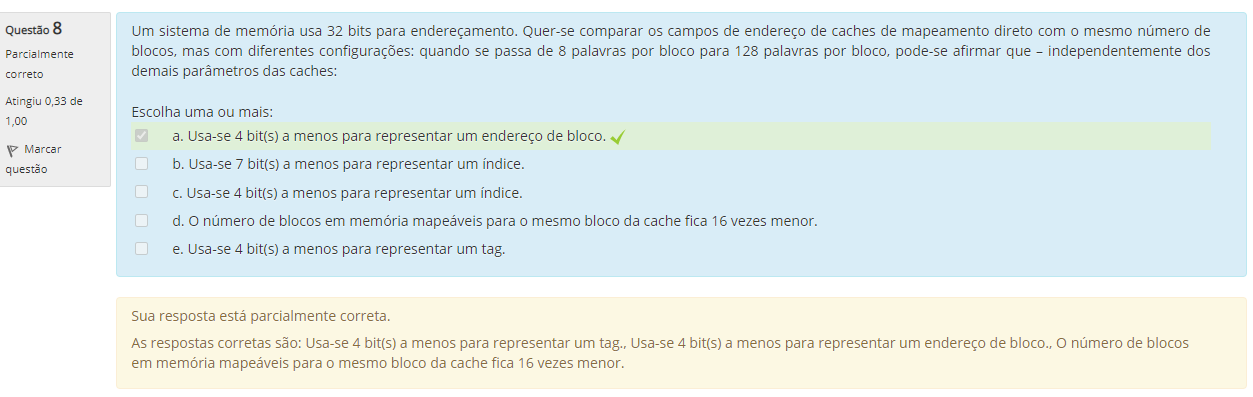 Questão 8
Parcialmente
correto
Atingiu 0,33 de
1,00
Marcar
questão
Um sistema de memória usa 32 bits para endereçamento. Quer-se comparar os campos de endereço de caches de mapeamento direto com o mesmo número de
blocos, mas com diferentes configurações: quando se passa de 8 palavras por bloco para 128 palavras por bloco, pode-se afirmar que – independentemente dos
demais parâmetros das caches:
Escolha uma ou mais:
a. Usa-se 4 bit(s) a menos para representar um endereço de bloco.
b. Usa-se 7 bit(s) a menos para representar um índice.
c. Usa-se 4 bit(s) a menos para representar um índice.
d. O número de blocos em memória mapeáveis para o mesmo bloco da cache fica 16 vezes menor.
e. Usa-se 4 bit(s) a menos para representar um tag.
Sua resposta está parcialmente correta.
As respostas corretas são: Usa-se 4 bit(s) a menos para representar um tag., Usa-se 4 bit(s) a menos para representar um endereço de bloco., O número de blocos
em memória mapeáveis para o mesmo bloco da cache fica 16 vezes menor.